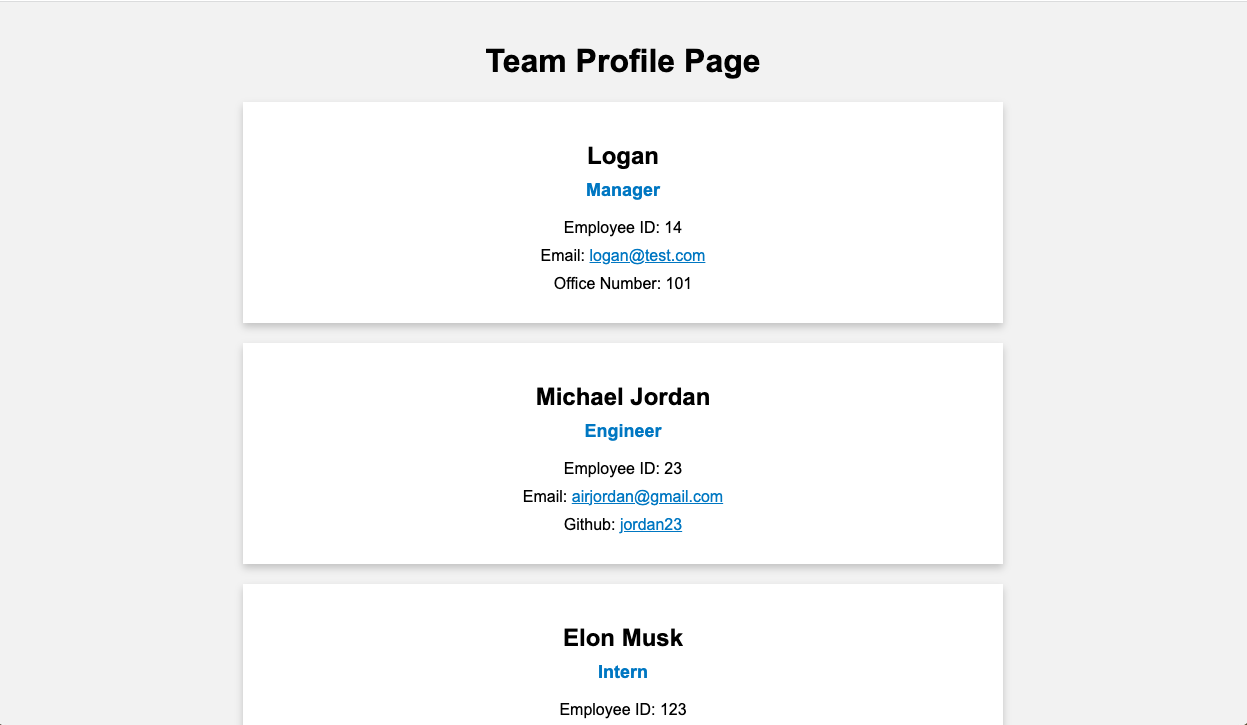 Team Profile Page
Logan
Manager
Employee ID: 14
Email: logan@test.com
Office Number: 101
Michael Jordan
Engineer
Employee ID: 23
Email: airjordan@gmail.com
Github: jordan23
Elon Musk
Intern
Employee ID: 123